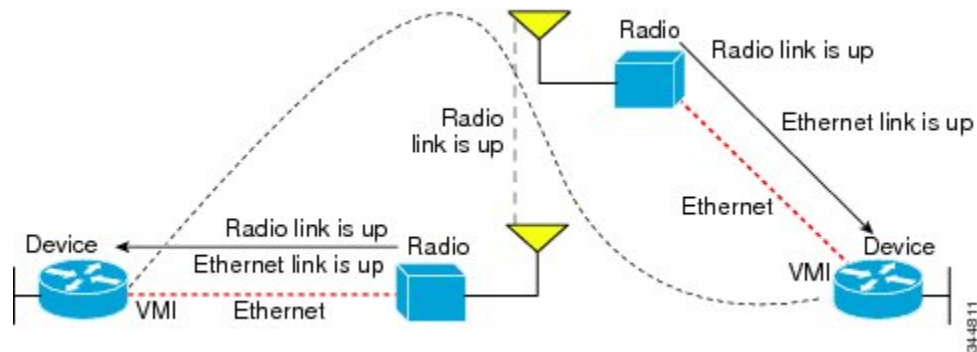 Radio
Radio link is up
Ethernet link is up
Radio
link is up
Ethernet
Device
VMI
Radio link is up
Ethernet link is up
Radio
Device
VMI
Ethernet
344811